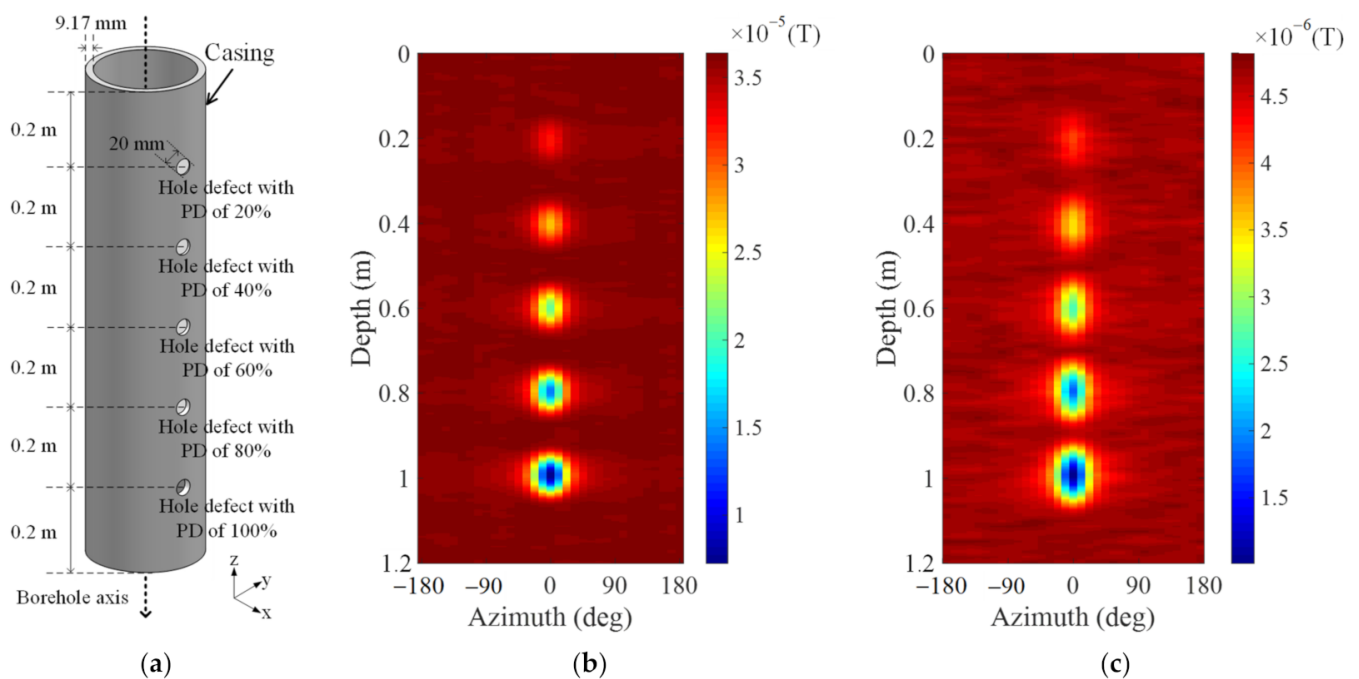 9.17 mm
Casing
0.2 m
20 mm
Hole defect with
PD of 20%
0.2 m
Hole defect with
PD of 40%
0.2 m
Hole defect with
PD of 60%
0.2 m
Hole defect with
PD of 80%
0.2 m
Hole defect with
PD of 100%
0.2 m
Borehole axis
z
y
x
(a)
×10⁻⁵(T)
0
0.2
0.4
0.6
0.8
1
1.2
Depth (m)
−180 −90 0 90 180
Azimuth (deg)
3.5
3
2.5
2
1.5
1
(b)
×10⁻⁶(T)
0
0.2
0.4
0.6
0.8
1
1.2
Depth (m)
−180 −90 0 90 180
Azimuth (deg)
4.5
4
3.5
3
2.5
2
1.5
(c)